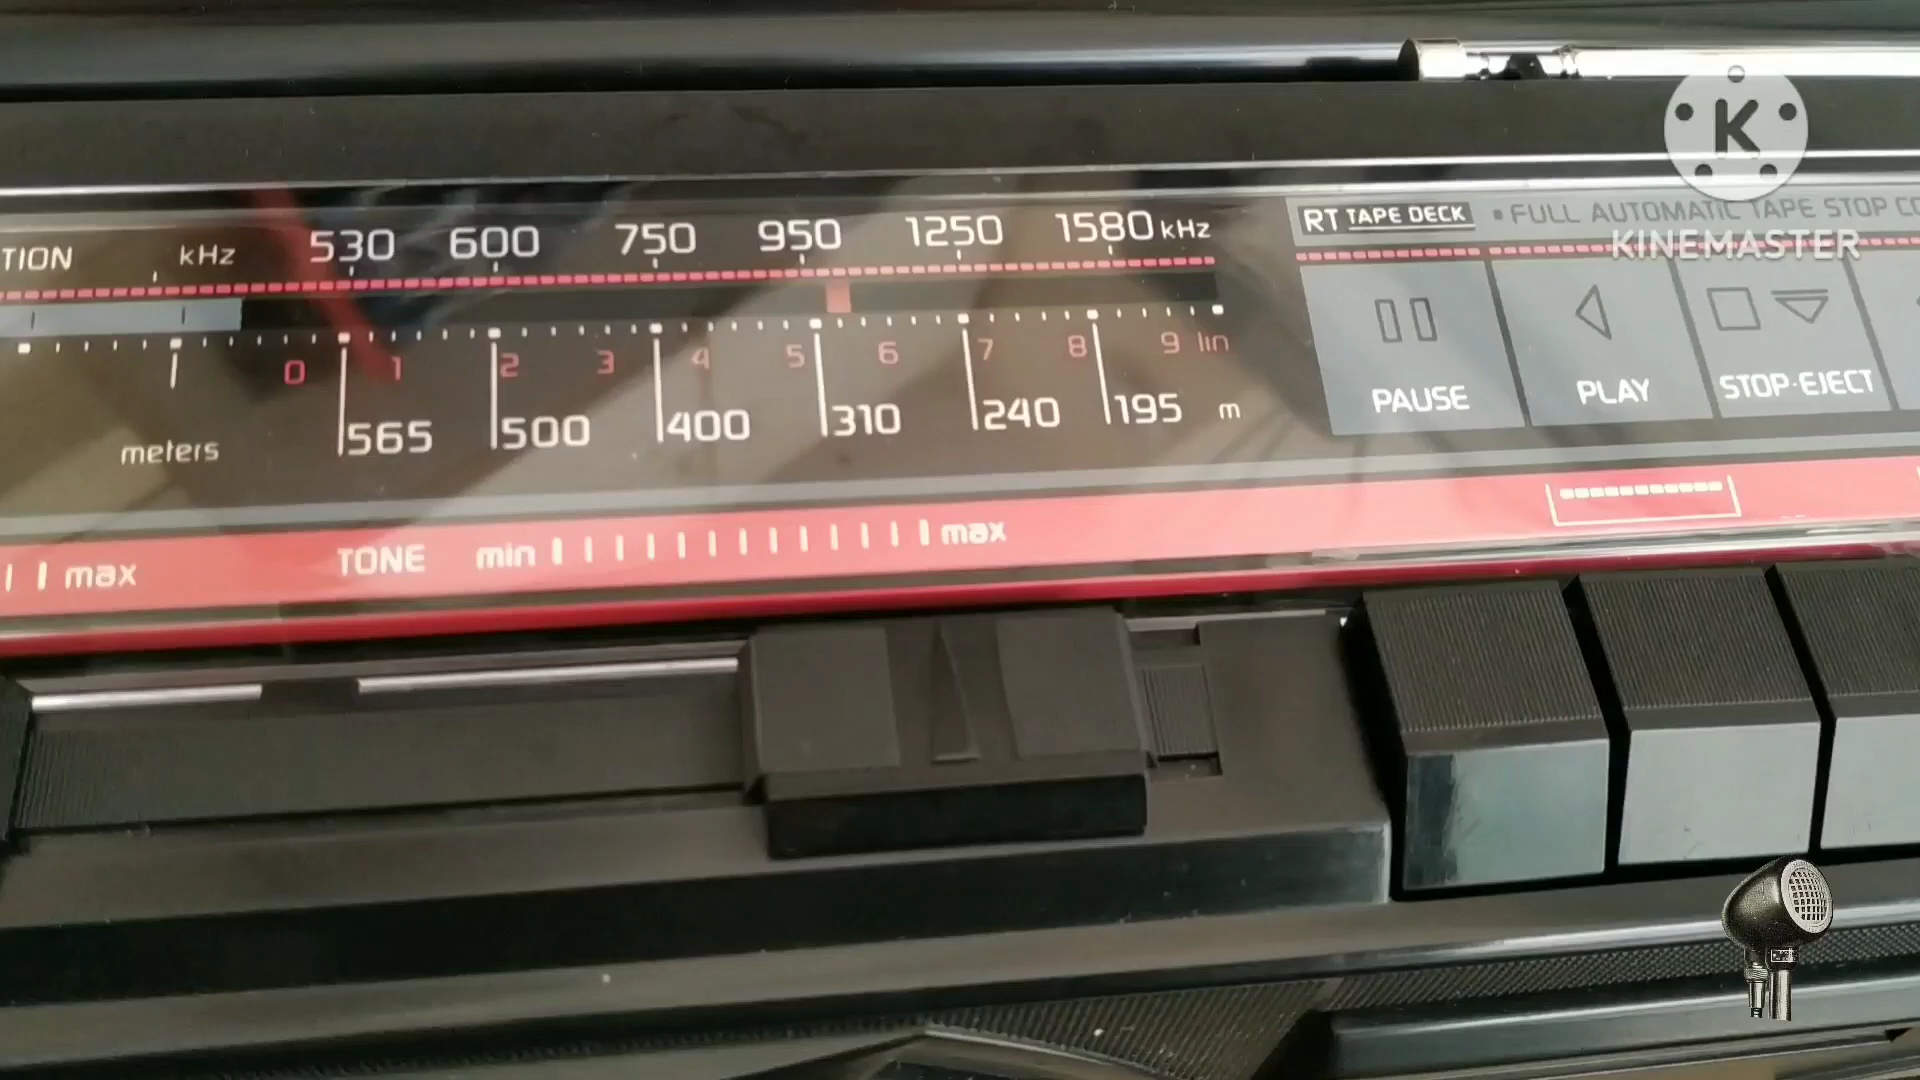 TION kHz 530 600 750 950 1250 1580 kHz
0 1 2 3 4 5 6 7 8 9 lin
meters 565 500 400 310 240 195 m
max TONE min max
RT TAPE DECK • FULL AUTOMATIC TAPE STOP CO
PAUSE PLAY STOP·EJECT
K
KINEMASTER